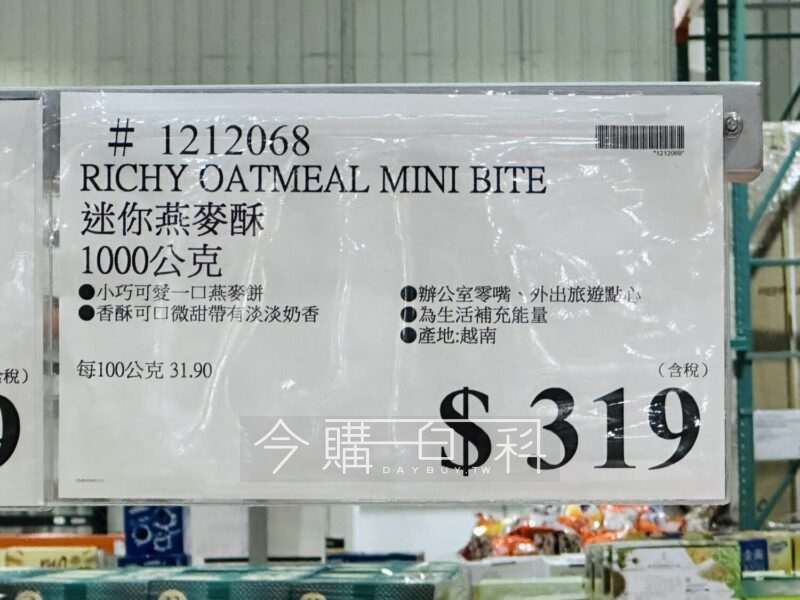 # 1212068
*1212068*
RICHY OATMEAL MINI BITE
迷你燕麥酥
1000公克
●小巧可愛一口燕麥餅
●香酥可口微甜帶有淡淡奶香
●辦公室零嘴、外出旅遊點心
●為生活補充能量
●產地:越南
每100公克 31.90
(含稅)
$ 319
含稅)
9
今購百科
DAYBUY.TW